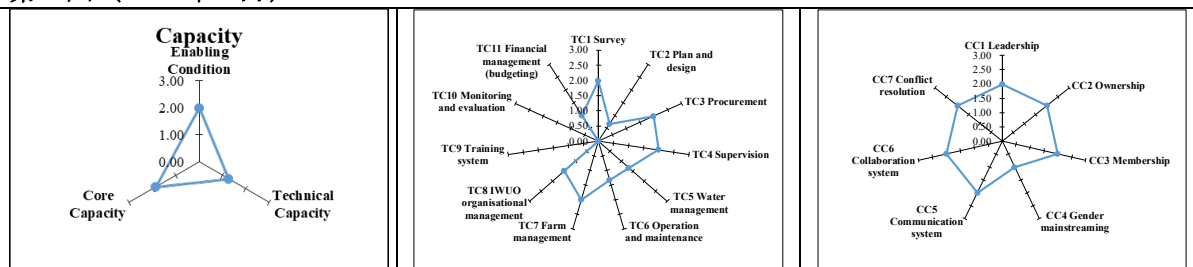 Capacity
Enabling
Condition
3.00
2.00
1.00
0.00
Core
Capacity
Technical
Capacity
TC1 Survey
3.00
2.50
2.00
1.50
1.00
0.50
0.00
TC2 Plan and
design
TC3 Procurement
TC4 Supervision
TC5 Water
management
TC6 Operation
and maintenance
TC7 Farm
management
TC8 IWUO
organisational
management
TC9 Training
system
TC10 Monitoring
and evaluation
TC11 Financial
management
(budgeting)
CC1 Leadership
3.00
2.50
2.00
1.50
1.00
0.50
0.00
CC2 Ownership
CC3 Membership
CC4 Gender
mainstreaming
CC5
Communication
system
CC6
Collaboration
system
CC7 Conflict
resolution